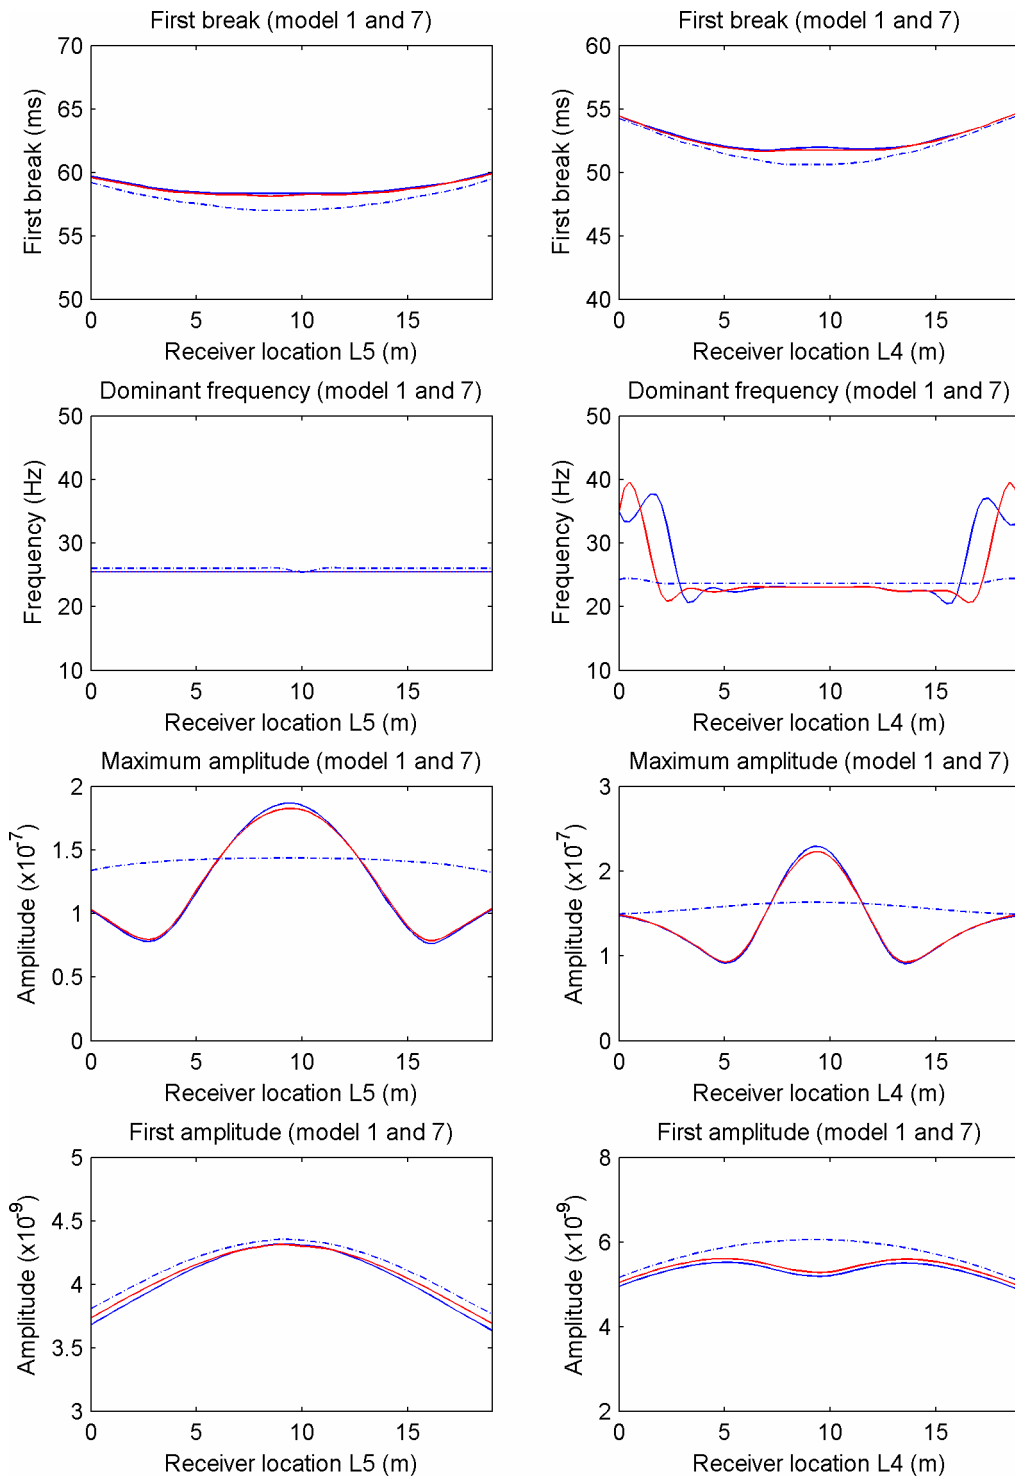 First break (model 1 and 7)
70
65
60
55
50
First break (ms)
0 5 10 15
Receiver location L5 (m)
First break (model 1 and 7)
60
55
50
45
40
First break (ms)
0 5 10 15
Receiver location L4 (m)
Dominant frequency (model 1 and 7)
50
40
30
20
10
Frequency (Hz)
0 5 10 15
Receiver location L5 (m)
Dominant frequency (model 1 and 7)
50
40
30
20
10
Frequency (Hz)
0 5 10 15
Receiver location L4 (m)
Maximum amplitude (model 1 and 7)
2
1.5
1
0.5
0
Amplitude (x10⁻⁷)
0 5 10 15
Receiver location L5 (m)
Maximum amplitude (model 1 and 7)
3
2
1
0
Amplitude (x10⁻⁷)
0 5 10 15
Receiver location L4 (m)
First amplitude (model 1 and 7)
5
4.5
4
3.5
3
Amplitude (x10⁻⁹)
0 5 10 15
Receiver location L5 (m)
First amplitude (model 1 and 7)
8
6
4
2
Amplitude (x10⁻⁹)
0 5 10 15
Receiver location L4 (m)